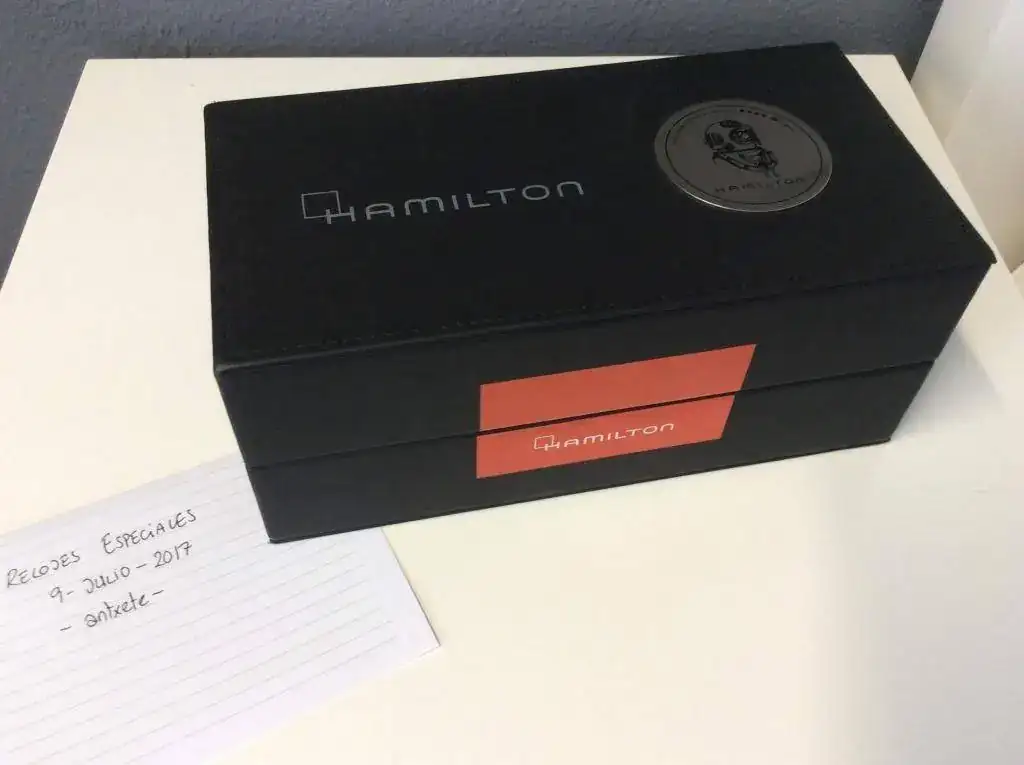 HAMILTON
HAMILTON
HAMILTON
RELOJES ESPECIALES
9- JULIO - 2017
- antxete -